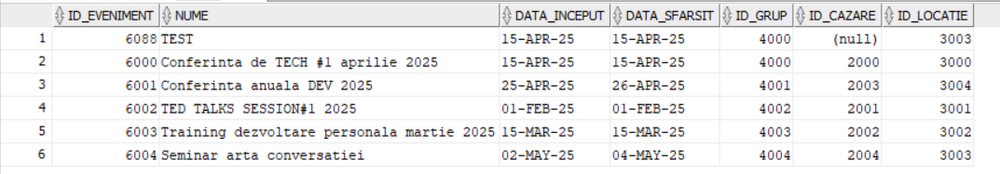 ID_EVENIMENT NUME DATA_INCEPUT DATA_SFARSIT ID_GRUP ID_CAZARE ID_LOCATIE
1 6088 TEST 15-APR-25 15-APR-25 4000 (null) 3003
2 6000 Conferinta de TECH #1 aprilie 2025 15-APR-25 15-APR-25 4000 2000 3000
3 6001 Conferinta anuala DEV 2025 25-APR-25 26-APR-25 4001 2003 3004
4 6002 TED TALKS SESSION#1 2025 01-FEB-25 01-FEB-25 4002 2001 3001
5 6003 Training dezvoltare personala martie 2025 15-MAR-25 15-MAR-25 4003 2002 3002
6 6004 Seminar arta conversatiei 02-MAY-25 04-MAY-25 4004 2004 3003